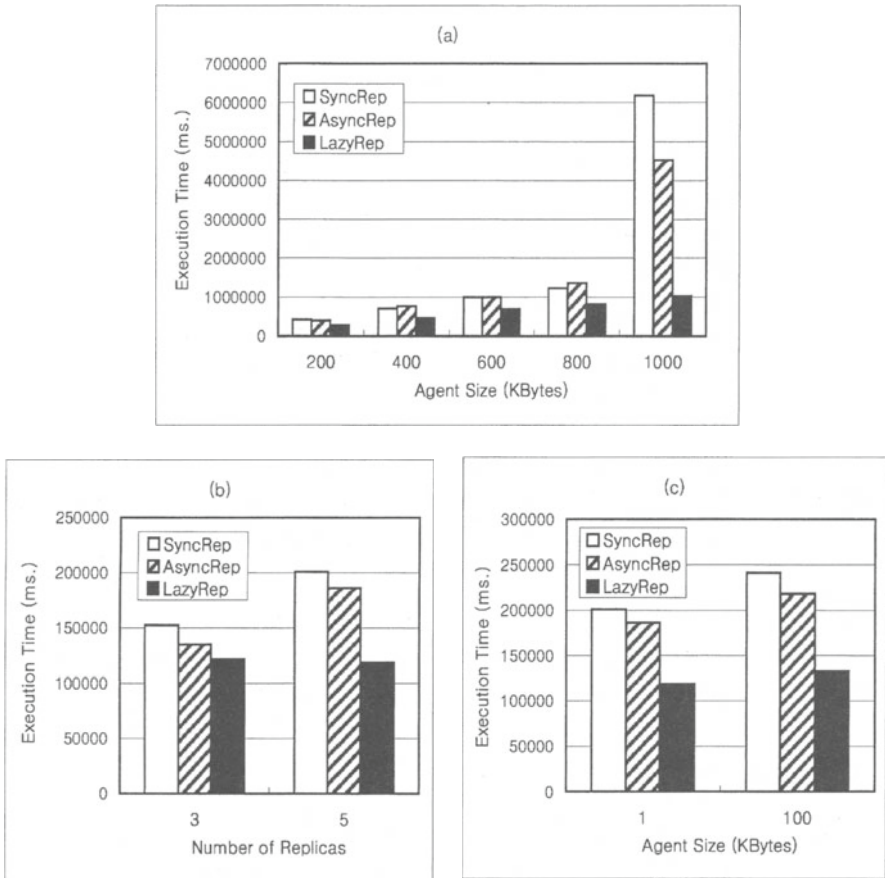 (a)
Execution Time (ms.)
7000000
6000000
5000000
4000000
3000000
2000000
1000000
0
SyncRep
AsyncRep
LazyRep
200 400 600 800 1000
Agent Size (KBytes)
(b)
Execution Time (ms.)
250000
200000
150000
100000
50000
0
SyncRep
AsyncRep
LazyRep
3 5
Number of Replicas
(c)
Execution Time (ms.)
300000
250000
200000
150000
100000
50000
0
SyncRep
AsyncRep
LazyRep
1 100
Agent Size (KBytes)